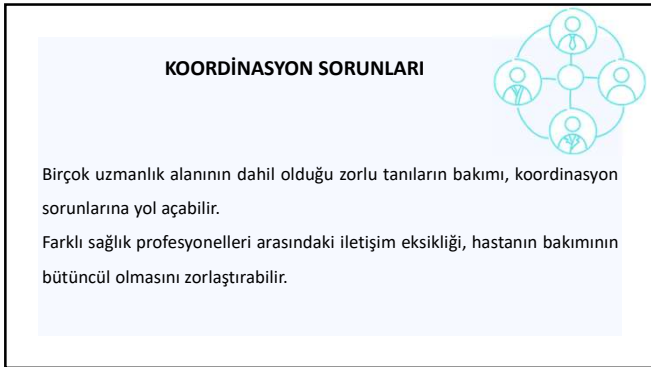 KOORDİNASYON SORUNLARI
Birçok uzmanlık alanının dahil olduğu zorlu tanıların bakımı, koordinasyon
sorunlarına yol açabilir.
Farklı sağlık profesyonelleri arasındaki iletişim eksikliği, hastanın bakımının
bütüncül olmasını zorlaştırabilir.